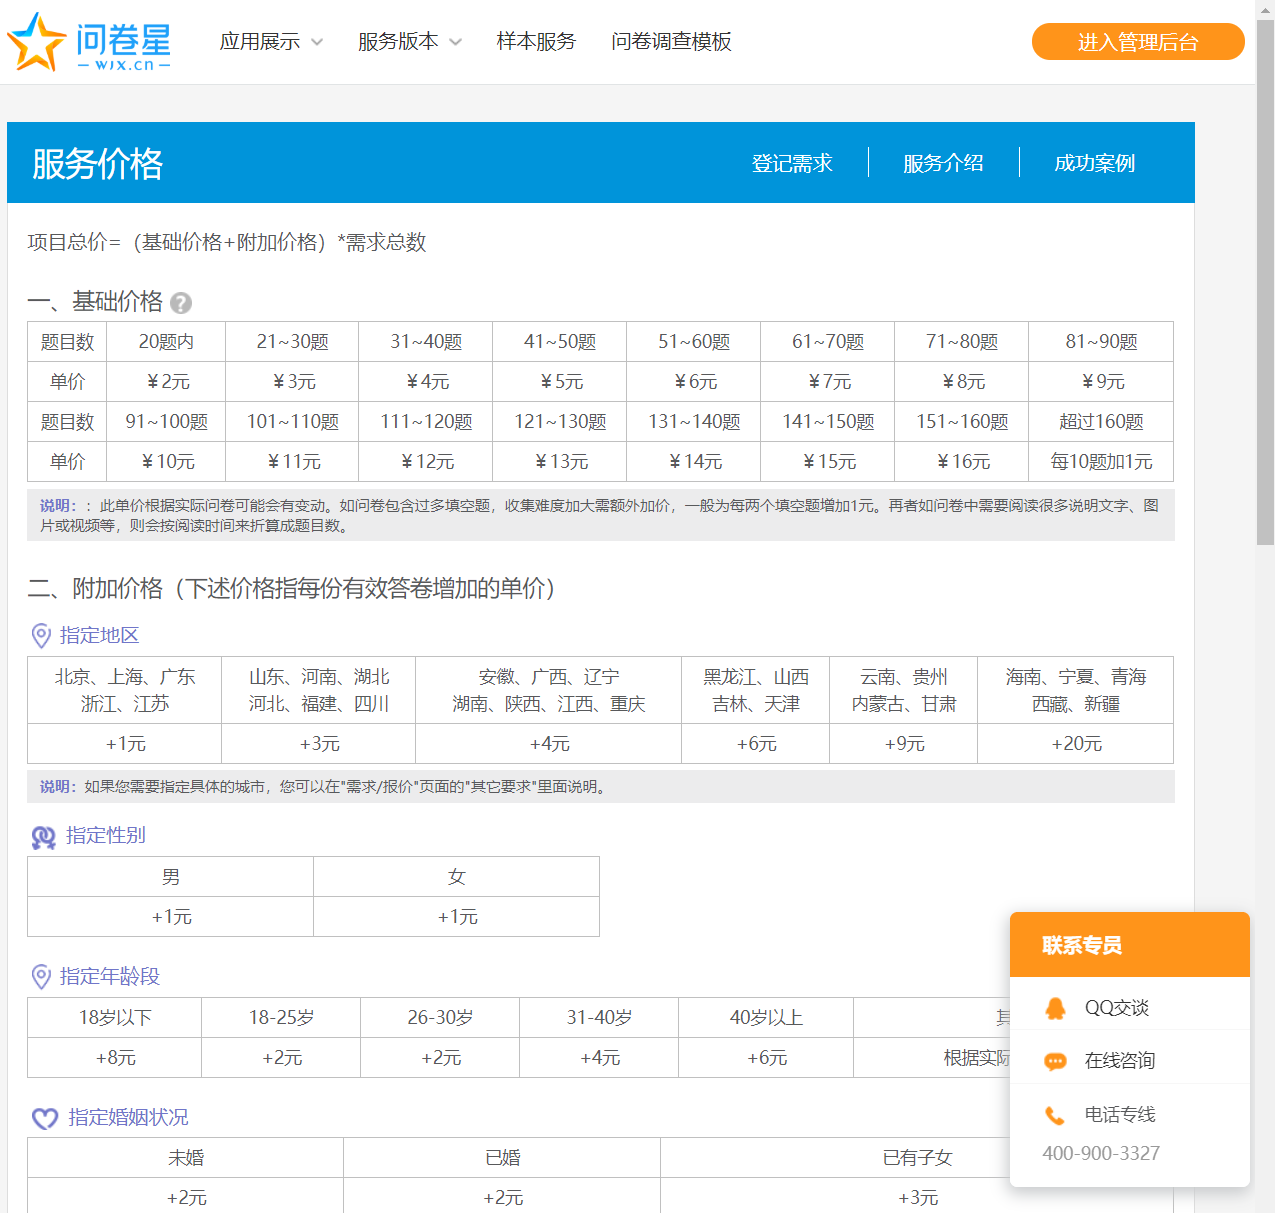 问卷星
wjx.cn
应用展示 服务版本 样本服务 问卷调查模板 进入管理后台
服务价格 登记需求 服务介绍 成功案例
项目总价=（基础价格+附加价格）*需求总数
一、基础价格 ?
题目数 20题内 21~30题 31~40题 41~50题 51~60题 61~70题 71~80题 81~90题
单价 ¥2元 ¥3元 ¥4元 ¥5元 ¥6元 ¥7元 ¥8元 ¥9元
题目数 91~100题 101~110题 111~120题 121~130题 131~140题 141~150题 151~160题 超过160题
单价 ¥10元 ¥11元 ¥12元 ¥13元 ¥14元 ¥15元 ¥16元 每10题加1元
说明：：此单价根据实际问卷可能会有变动。如问卷包含过多填空题，收集难度加大需额外加价，一般为每两个填空题增加1元。再者如问卷中需要阅读很多说明文字、图
片或视频等，则会按阅读时间来折算成题目数。
二、附加价格（下述价格指每份有效答卷增加的单价）
指定地区
北京、上海、广东 山东、河南、湖北 安徽、广西、辽宁 黑龙江、山西 云南、贵州 海南、宁夏、青海
浙江、江苏 河北、福建、四川 湖南、陕西、江西、重庆 吉林、天津 内蒙古、甘肃 西藏、新疆
+1元 +3元 +4元 +6元 +9元 +20元
说明：如果您需要指定具体的城市，您可以在"需求/报价"页面的"其它要求"里面说明。
指定性别
男 女
+1元 +1元
指定年龄段
18岁以下 18-25岁 26-30岁 31-40岁 40岁以上
+8元 +2元 +2元 +4元 +6元 根据实际
指定婚姻状况
未婚 已婚 已有子女
+2元 +2元 +3元
联系专员
QQ交谈
在线咨询
电话专线
400-900-3327